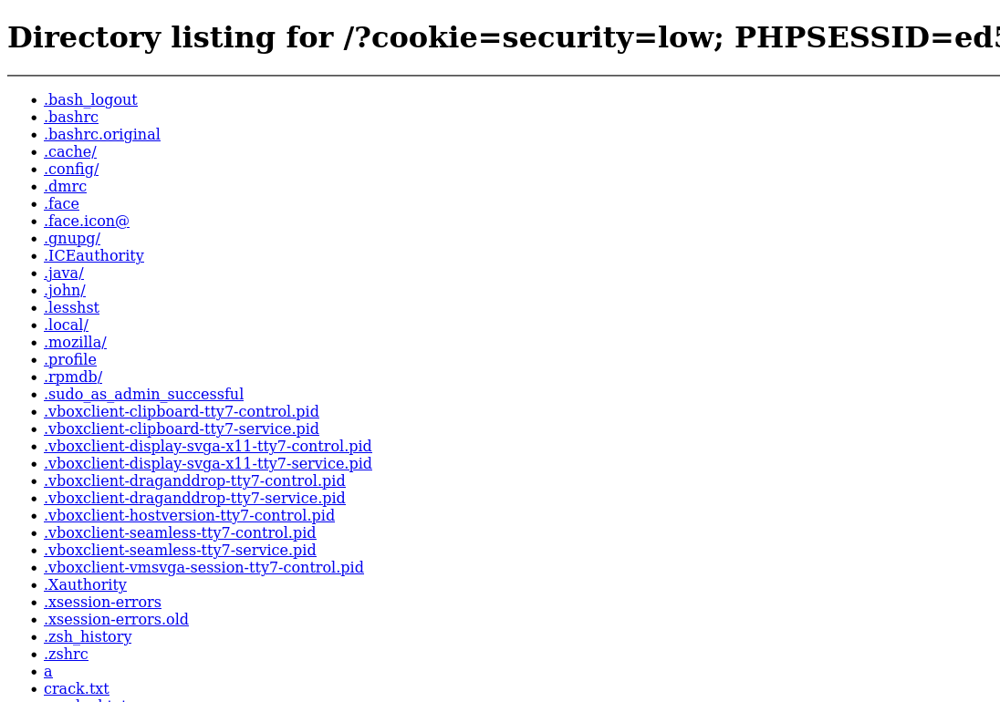 Directory listing for /?cookie=security=low; PHPSESSID=ed5
.bash_logout
.bashrc
.bashrc.original
.cache/
.config/
.dmrc
.face
.face.icon@
.gnupg/
.ICEauthority
.java/
.john/
.lesshst
.local/
.mozilla/
.profile
.rpmdb/
.sudo_as_admin_successful
.vboxclient-clipboard-tty7-control.pid
.vboxclient-clipboard-tty7-service.pid
.vboxclient-display-svga-x11-tty7-control.pid
.vboxclient-display-svga-x11-tty7-service.pid
.vboxclient-draganddrop-tty7-control.pid
.vboxclient-draganddrop-tty7-service.pid
.vboxclient-hostversion-tty7-control.pid
.vboxclient-seamless-tty7-control.pid
.vboxclient-seamless-tty7-service.pid
.vboxclient-vmsvga-session-tty7-control.pid
.Xauthority
.xsession-errors
.xsession-errors.old
.zsh_history
.zshrc
a
crack.txt